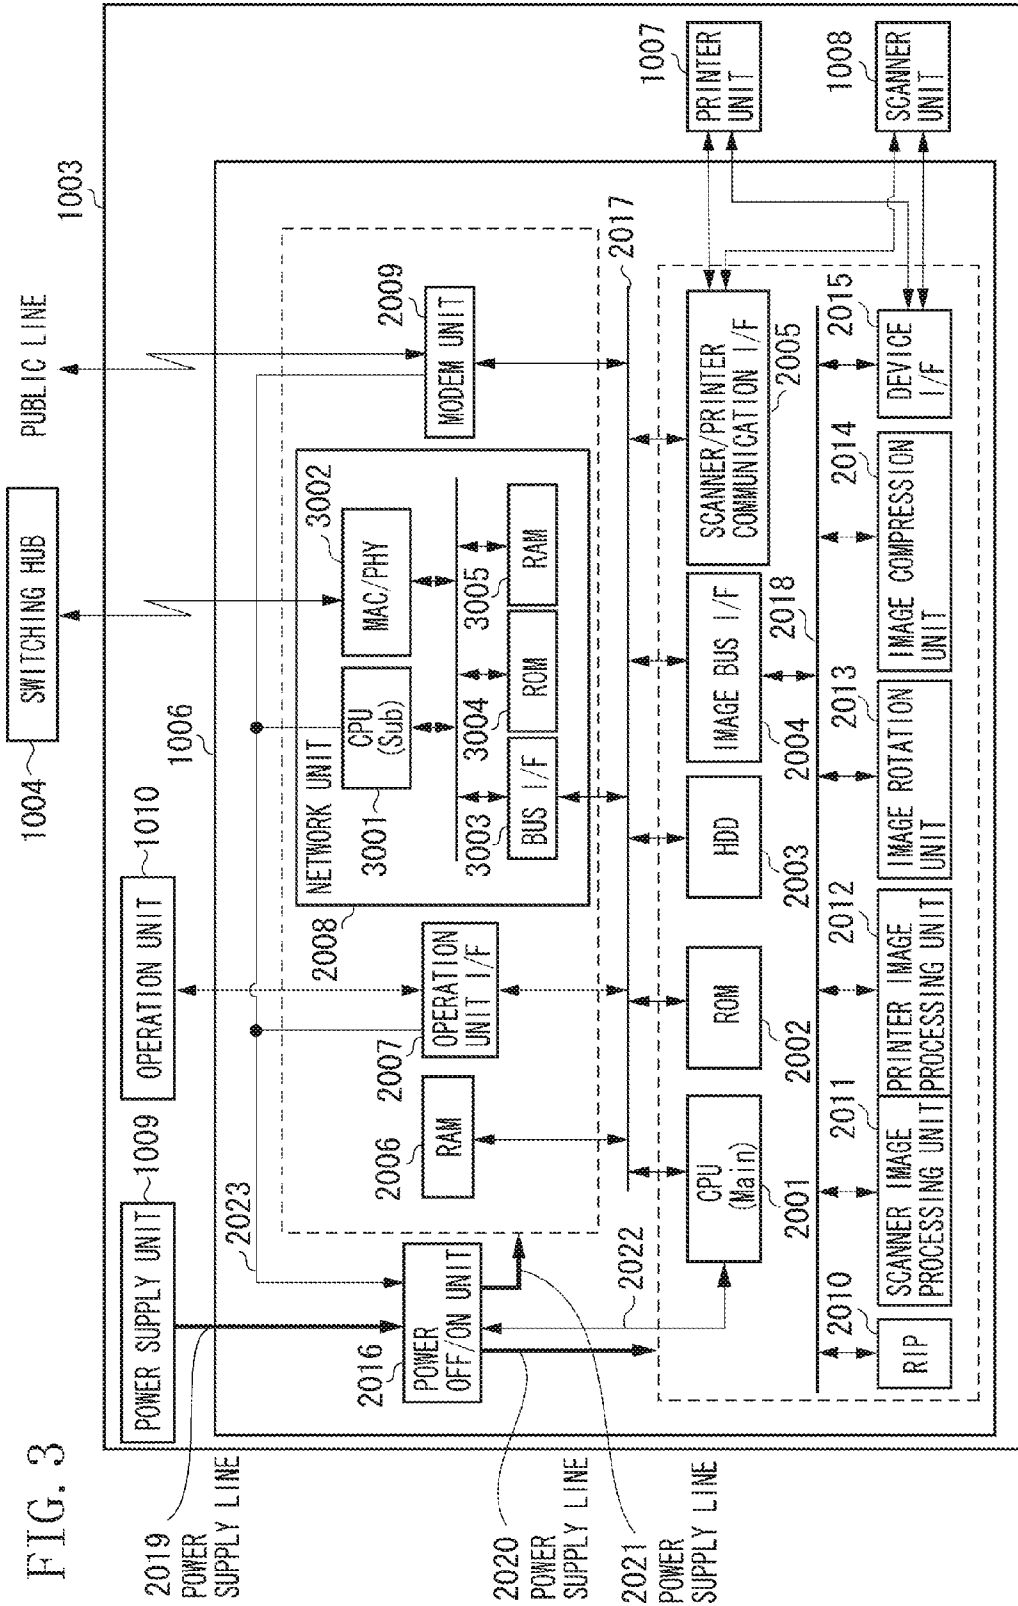 FIG. 3
1004
SWITCHING HUB
PUBLIC LINE
1003
POWER SUPPLY UNIT
1009
OPERATION UNIT
1010
1006
2019
POWER
SUPPLY LINE
2023
2016
POWER
OFF/ON UNIT
2020
POWER
SUPPLY LINE
2021
POWER
SUPPLY LINE
2022
2006
RAM
2007
OPERATION
UNIT I/F
2008
NETWORK UNIT
3001
CPU
(Sub)
3002
MAC/PHY
3003
BUS I/F
3004
ROM
3005
RAM
2009
MODEM UNIT
2017
CPU
(Main)
2001
ROM
2002
HDD
2003
IMAGE BUS I/F
2004
SCANNER/PRINTER
COMMUNICATION I/F
2005
2018
2010
RIP
2011
SCANNER IMAGE
PROCESSING UNIT
2012
PRINTER IMAGE
PROCESSING UNIT
2013
IMAGE ROTATION
UNIT
2014
IMAGE COMPRESSION
UNIT
2015
DEVICE
I/F
1007
PRINTER
UNIT
1008
SCANNER
UNIT